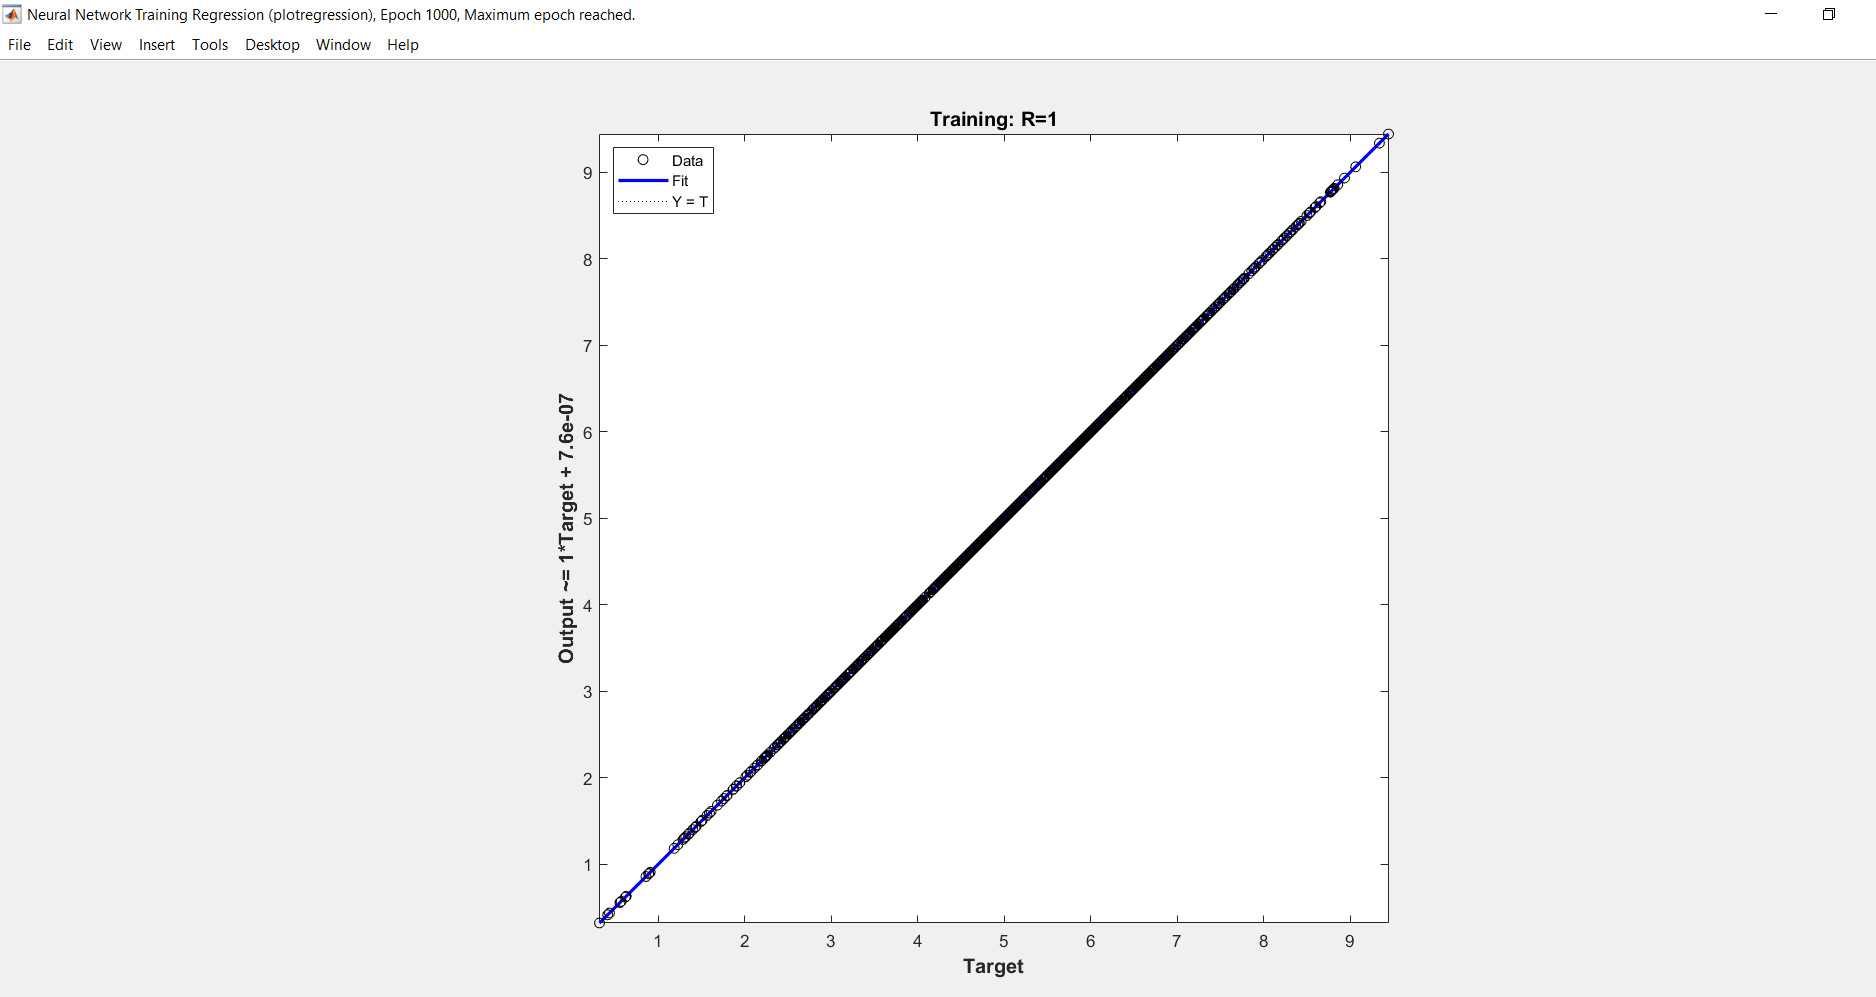 Neural Network Training Regression (plotregression), Epoch 1000, Maximum epoch reached.
File Edit View Insert Tools Desktop Window Help
Training: R=1
Data
Fit
Y = T
Output ~= 1*Target + 7.6e-07
9
8
7
6
5
4
3
2
1
1 2 3 4 5 6 7 8 9
Target